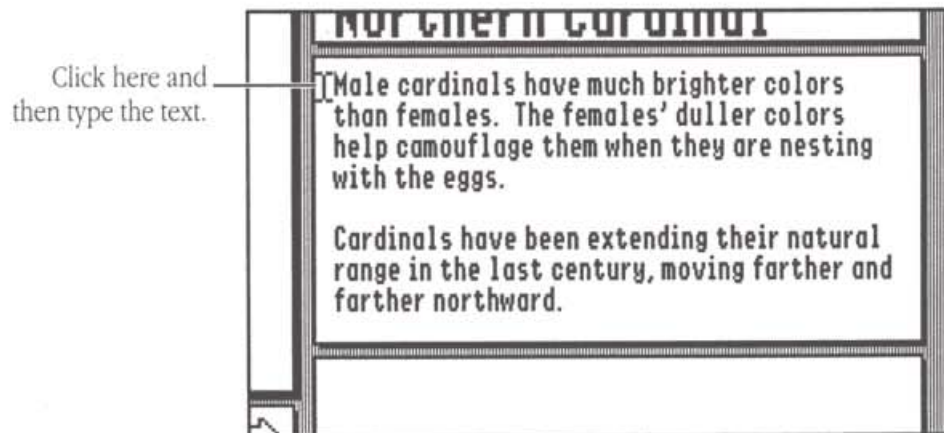 Northern Cardinal
Click here and
then type the text.
Male cardinals have much brighter colors
than females.  The females' duller colors
help camouflage them when they are nesting
with the eggs.
Cardinals have been extending their natural
range in the last century, moving farther and
farther northward.